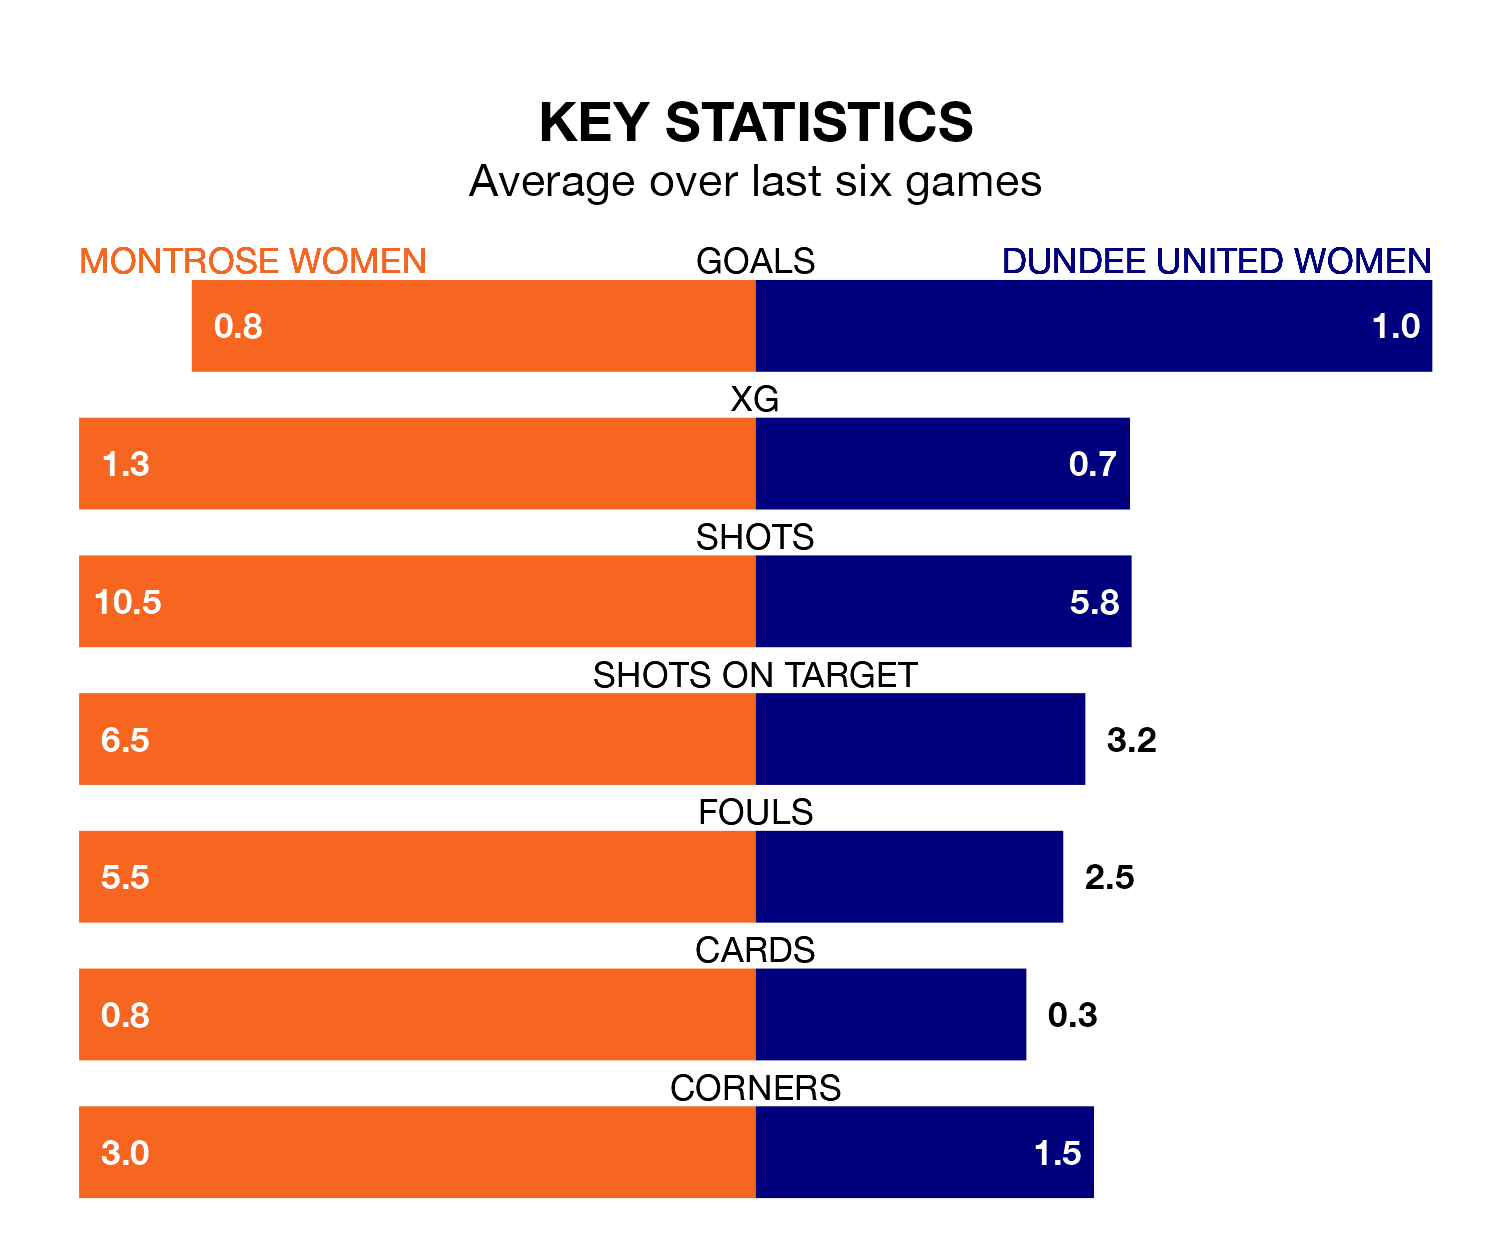 KEY STATISTICS
Average over last six games
MONTROSE WOMEN GOALS DUNDEE UNITED WOMEN
0.8 1.0
XG
1.3 0.7
SHOTS
10.5 5.8
SHOTS ON TARGET
6.5 3.2
FOULS
5.5 2.5
CARDS
0.8 0.3
CORNERS
3.0 1.5